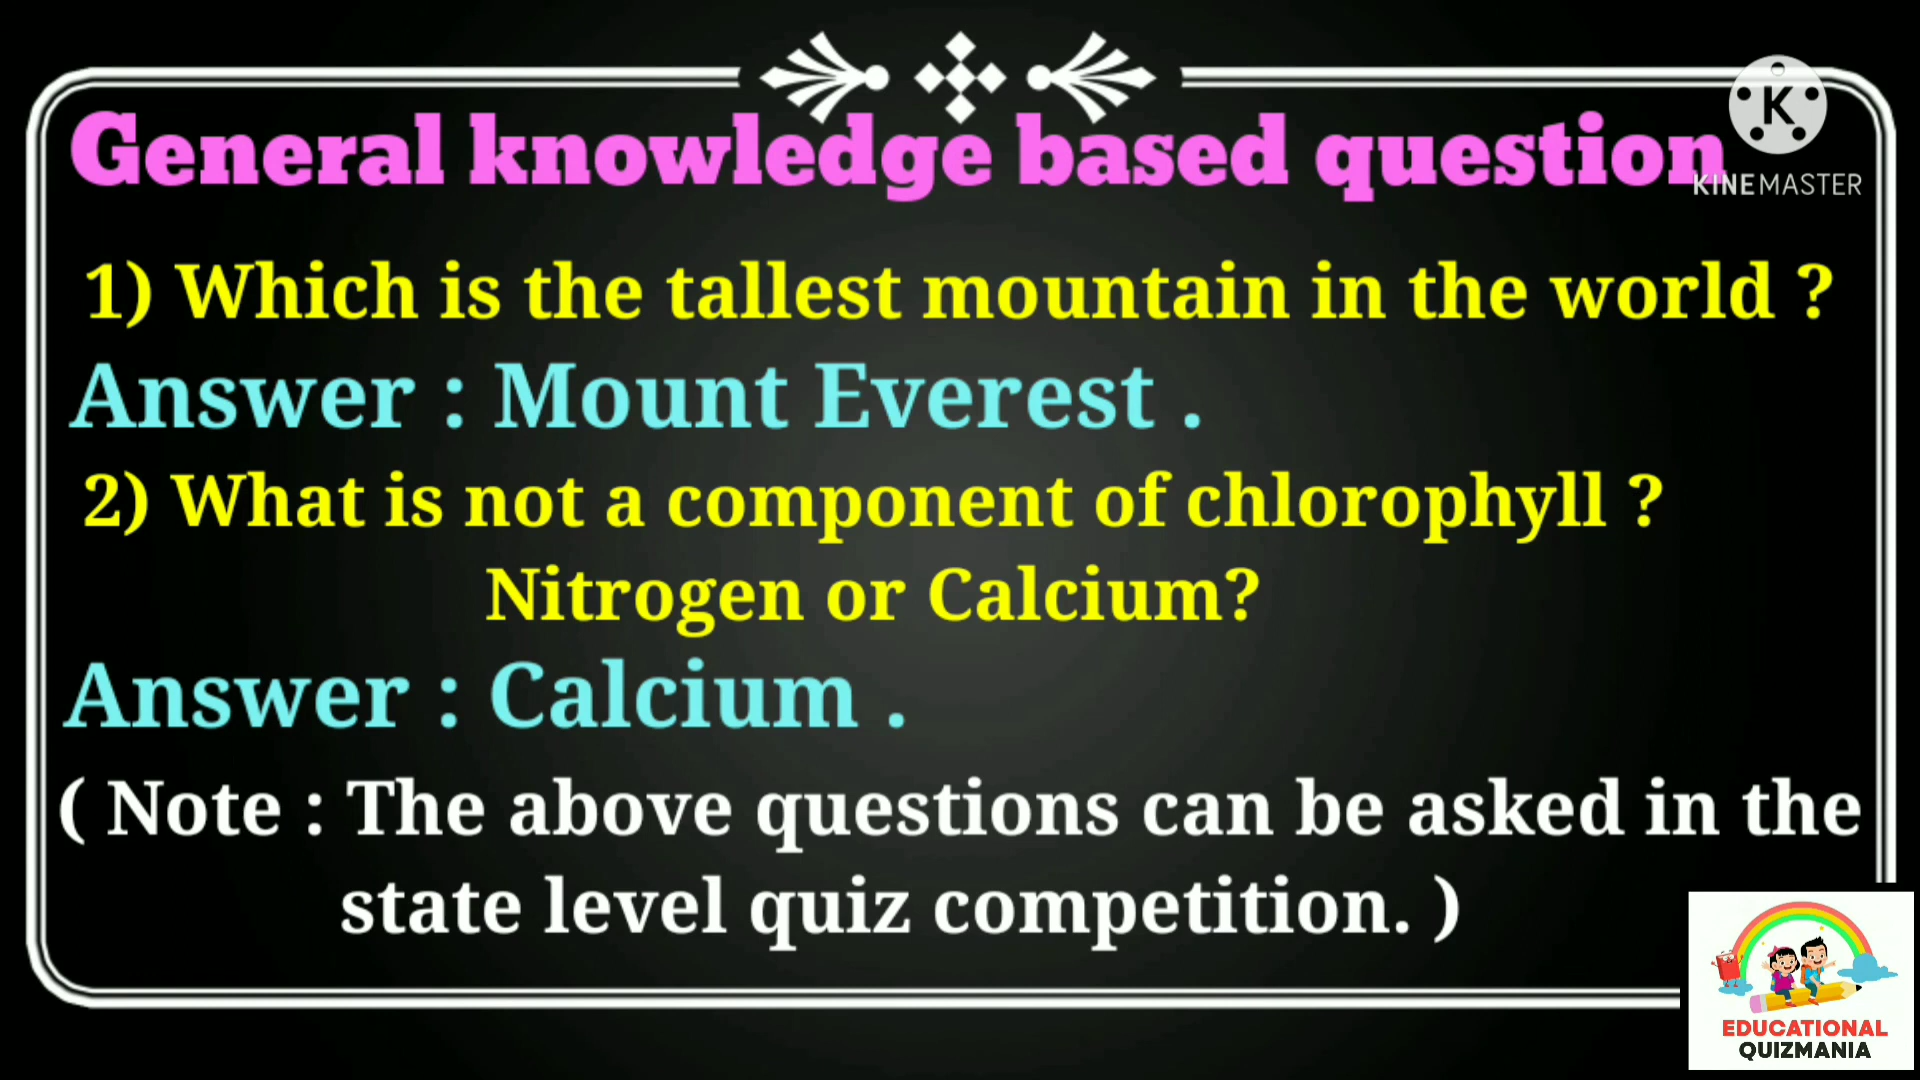 General knowledge based question
K
KINEMASTER
1) Which is the tallest mountain in the world ?
Answer : Mount Everest .
2) What is not a component of chlorophyll ?
Nitrogen or Calcium?
Answer : Calcium .
( Note : The above questions can be asked in the
state level quiz competition. )
EDUCATIONAL
QUIZMANIA